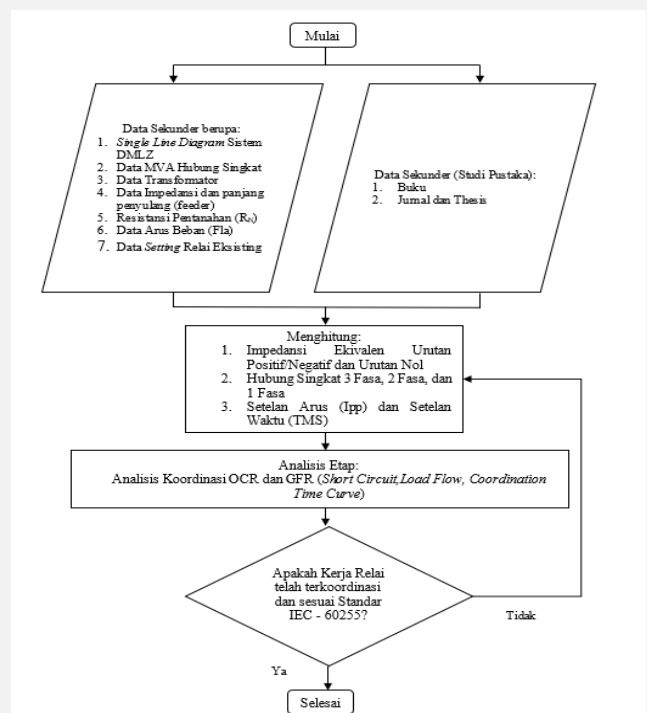 Mulai
Data Sekunder berupa:
1. Single Line Diagram Sistem
DMLZ
2. Data MVA Hubung Singkat
3. Data Transformator
4. Data Impedansi dan panjang
penyulang (feeder)
5. Resistansi Pentanahan (RN)
6. Data Arus Beban (Fla)
7. Data Setting Relai Eksisting
Data Sekunder (Studi Pustaka):
1. Buku
2. Jurnal dan Thesis
Menghitung:
1. Impedansi Ekivalen Urutan
Positif/Negatif dan Urutan Nol
2. Hubung Singkat 3 Fasa, 2 Fasa, dan
1 Fasa
3. Setelan Arus (Ipp) dan Setelan
Waktu (TMS)
Analisis Etap:
Analisis Koordinasi OCR dan GFR (Short Circuit,Load Flow, Coordination
Time Curve)
Apakah Kerja Relai
telah terkoordinasi
dan sesuai Standar
IEC - 60255?
Tidak
Ya
Selesai